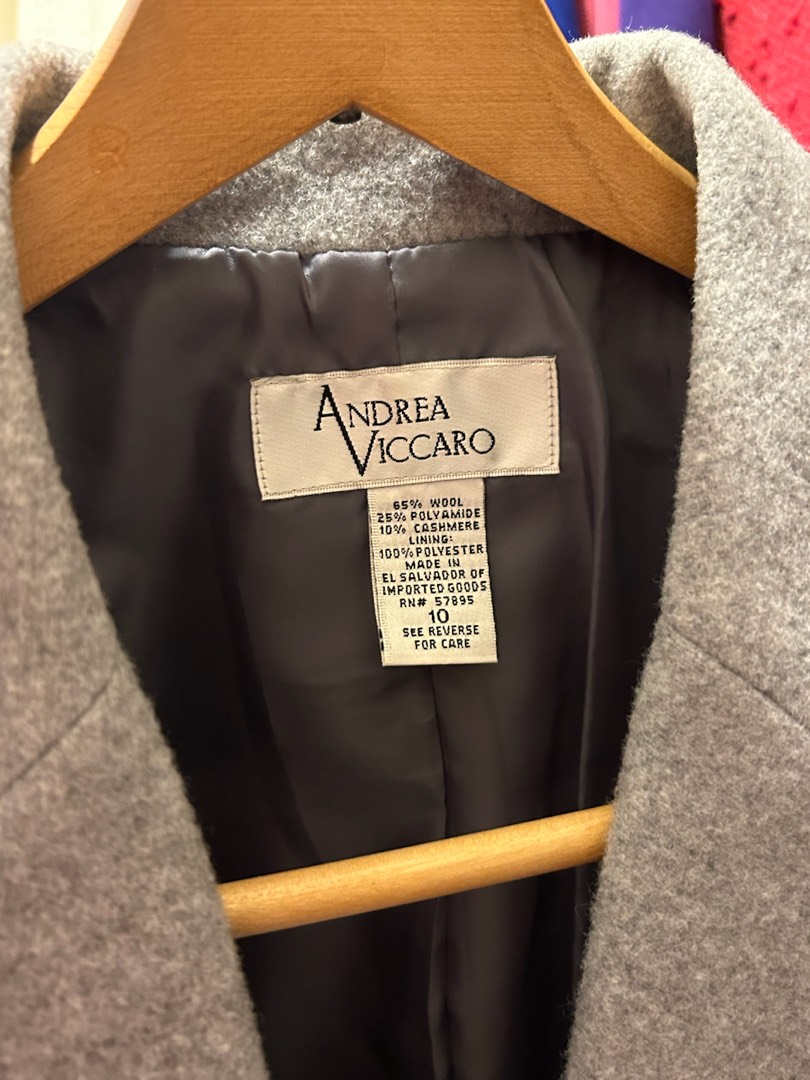 ANDREA
VICCARO
65% WOOL
25% POLYAMIDE
10% CASHMERE
LINING:
100% POLYESTER
MADE IN
EL SALVADOR OF
IMPORTED GOODS
RN# 57895
10
SEE REVERSE
FOR CARE